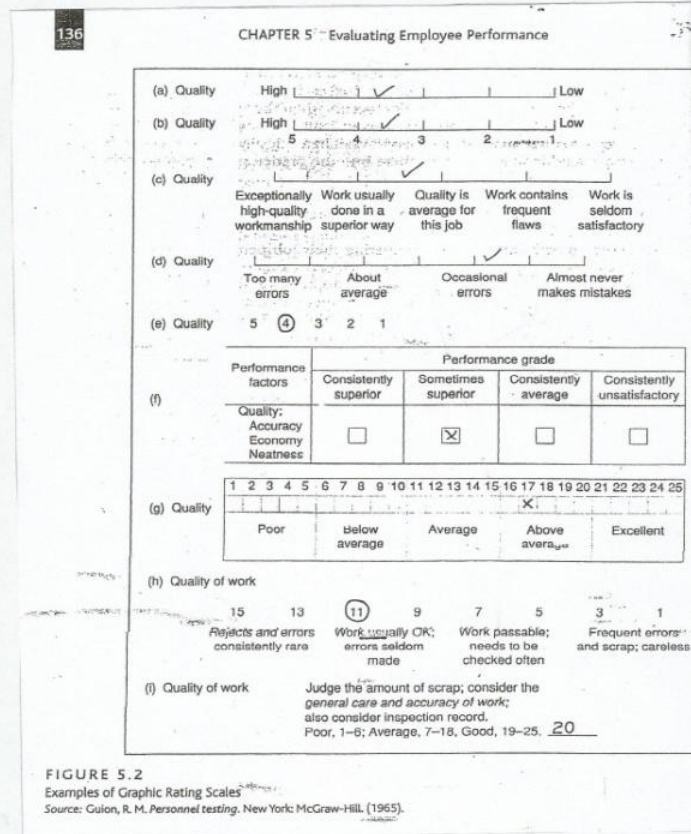 136
CHAPTER 5 Evaluating Employee Performance
(a) Quality High Low
(b) Quality High Low
5 4 3 2 1
(c) Quality
Exceptionally Work usually Quality is Work contains Work is
high-quality done in a average for frequent seldom
workmanship superior way this job flaws satisfactory
(d) Quality
Too many About Occasional Almost never
errors average errors makes mistakes
(e) Quality 5 4 3 2 1
Performance Performance grade
factors Consistently Sometimes Consistently Consistently
superior superior average unsatisfactory
(f)
Quality:
Accuracy
Economy
Neatness
1 2 3 4 5 6 7 8 9 10 11 12 13 14 15 16 17 18 19 20 21 22 23 24 25
(g) Quality
Poor Below Average Above Excellent
average average
(h) Quality of work
15 13 11 9 7 5 3 1
Rejects and errors Work usually OK; Work passable; Frequent errors
consistently rare errors seldom needs to be and scrap; careless
made checked often
(i) Quality of work Judge the amount of scrap; consider the
general care and accuracy of work;
also consider inspection record.
Poor, 1–6; Average, 7–18, Good, 19–25. 20
FIGURE 5.2
Examples of Graphic Rating Scales
Source: Guion, R. M. Personnel testing. New York: McGraw-Hill. (1965).